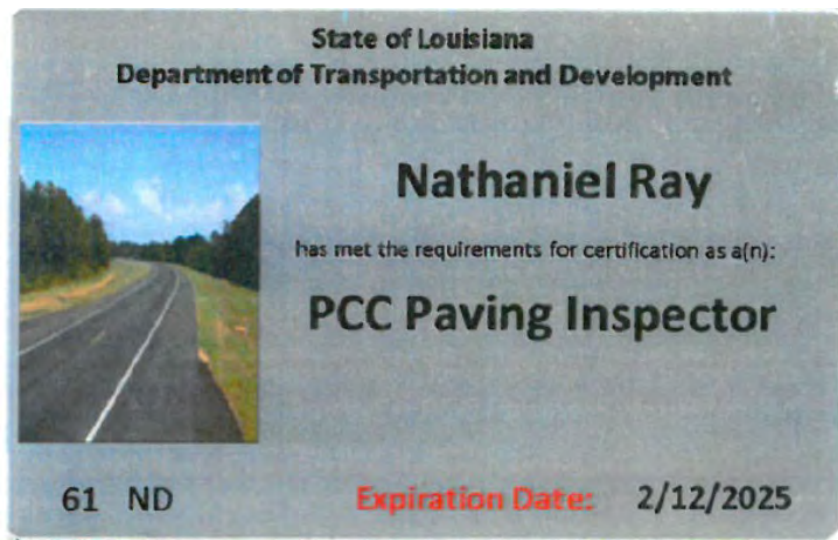 State of Louisiana
Department of Transportation and Development
Nathaniel Ray
has met the requirements for certification as a(n):
PCC Paving Inspector
61 ND
Expiration Date: 2/12/2025